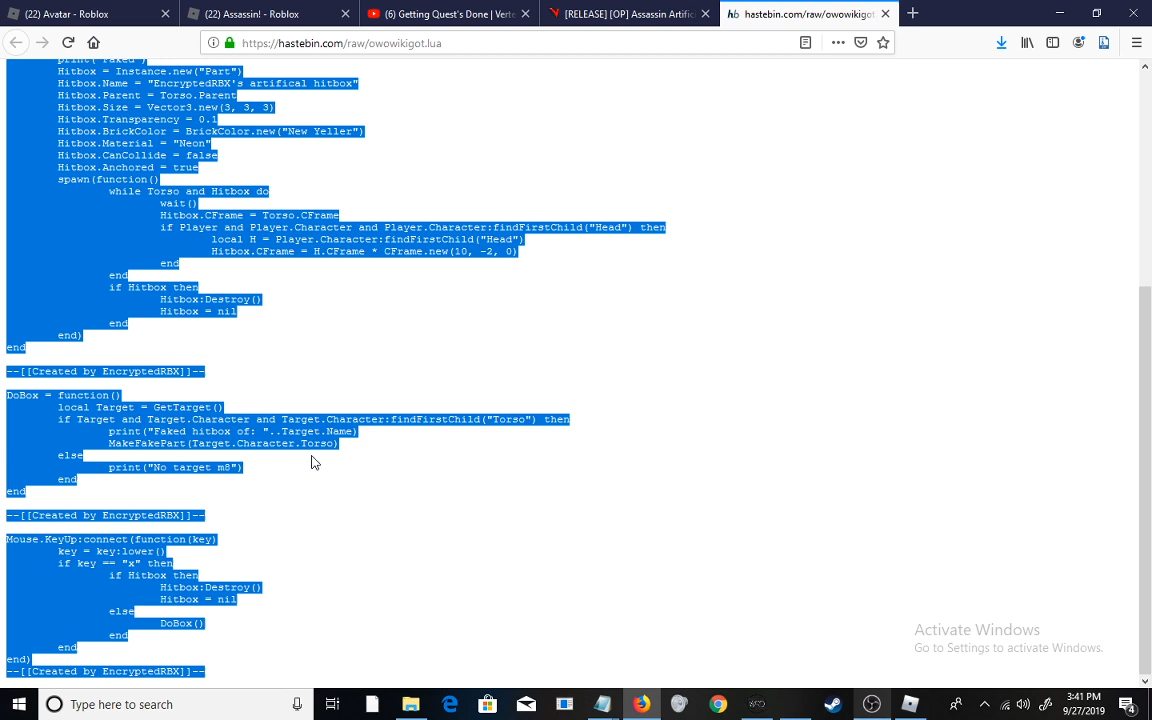 (22) Avatar - Roblox
(22) Assassin! - Roblox
(6) Getting Quest's Done | Verte
[RELEASE] [OP] Assassin Artific
hb hastebin.com/raw/owowikigot.
https://hastebin.com/raw/owowikigot.lua
print("Faked")
Hitbox = Instance.new("Part")
Hitbox.Name = "EncryptedRBX's artifical hitbox"
Hitbox.Parent = Torso.Parent
Hitbox.Size = Vector3.new(3, 3, 3)
Hitbox.Transparency = 0.1
Hitbox.BrickColor = BrickColor.new("New Yeller")
Hitbox.Material = "Neon"
Hitbox.CanCollide = false
Hitbox.Anchored = true
spawn(function()
while Torso and Hitbox do
wait()
Hitbox.CFrame = Torso.CFrame
if Player and Player.Character and Player.Character:findFirstChild("Head") then
local H = Player.Character:findFirstChild("Head")
Hitbox.CFrame = H.CFrame * CFrame.new(10, -2, 0)
end
end
if Hitbox then
Hitbox:Destroy()
Hitbox = nil
end
end)
end
--[[Created by EncryptedRBX]]--
DoBox = function()
local Target = GetTarget()
if Target and Target.Character and Target.Character:findFirstChild("Torso") then
print("Faked hitbox of: "..Target.Name)
MakeFakePart(Target.Character.Torso)
else
print("No target m8")
end
end
--[[Created by EncryptedRBX]]--
Mouse.KeyUp:connect(function(key)
key = key:lower()
if key == "x" then
if Hitbox then
Hitbox:Destroy()
Hitbox = nil
else
DoBox()
end
end
end)
--[[Created by EncryptedRBX]]--
Activate Windows
Go to Settings to activate Windows.
Type here to search
3:41 PM
9/27/2019
4